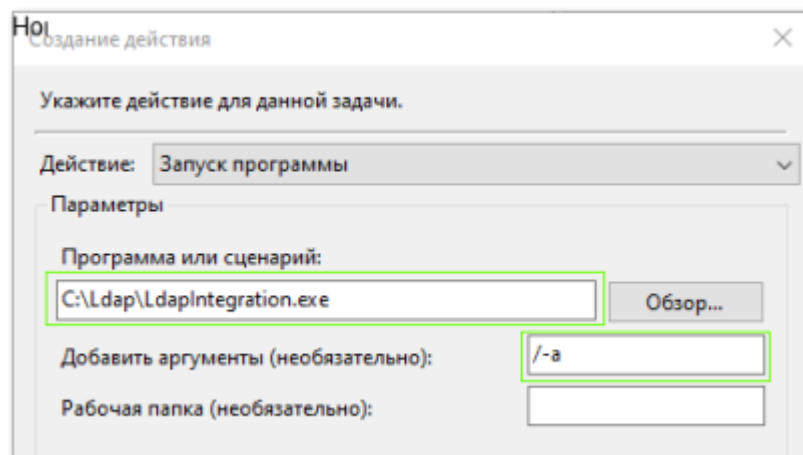 Нор
Создание действия
Укажите действие для данной задачи.
Действие: Запуск программы
Параметры
Программа или сценарий:
C:\Ldap\LdapIntegration.exe Обзор...
Добавить аргументы (необязательно): /-a
Рабочая папка (необязательно):